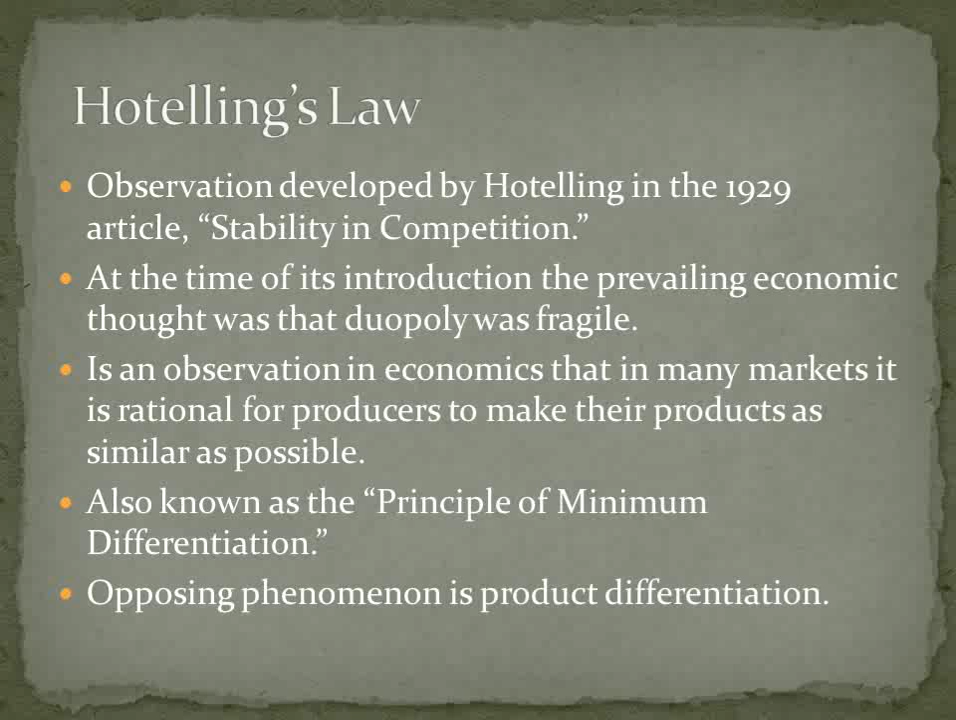 Hotelling’s Law
• Observation developed by Hotelling in the 1929
article, “Stability in Competition.”
• At the time of its introduction the prevailing economic
thought was that duopoly was fragile.
• Is an observation in economics that in many markets it
is rational for producers to make their products as
similar as possible.
• Also known as the “Principle of Minimum
Differentiation.”
• Opposing phenomenon is product differentiation.